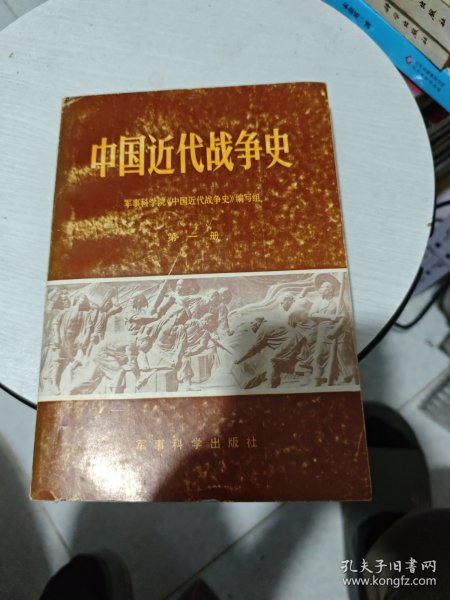 中国近代战争史
军事科学院《中国近代战争史》编写组
第一册
军事科学出版社
孔夫子旧书网
www.kongfz.com